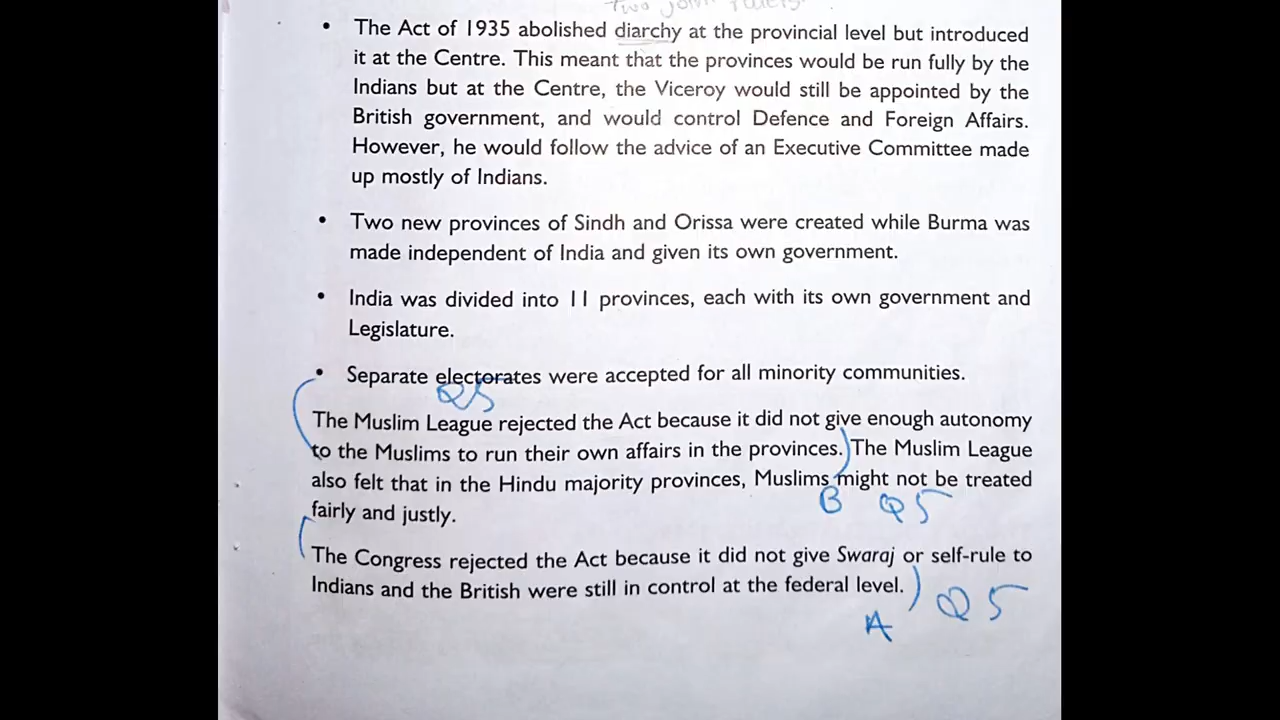 two joint rulers.
• The Act of 1935 abolished diarchy at the provincial level but introduced
it at the Centre. This meant that the provinces would be run fully by the
Indians but at the Centre, the Viceroy would still be appointed by the
British government, and would control Defence and Foreign Affairs.
However, he would follow the advice of an Executive Committee made
up mostly of Indians.
• Two new provinces of Sindh and Orissa were created while Burma was
made independent of India and given its own government.
• India was divided into 11 provinces, each with its own government and
Legislature.
• Separate electorates were accepted for all minority communities.
Q5
The Muslim League rejected the Act because it did not give enough autonomy
to the Muslims to run their own affairs in the provinces.) The Muslim League
also felt that in the Hindu majority provinces, Muslims might not be treated
B Q5
fairly and justly.
The Congress rejected the Act because it did not give Swaraj or self-rule to
Indians and the British were still in control at the federal level.)
Q5
A